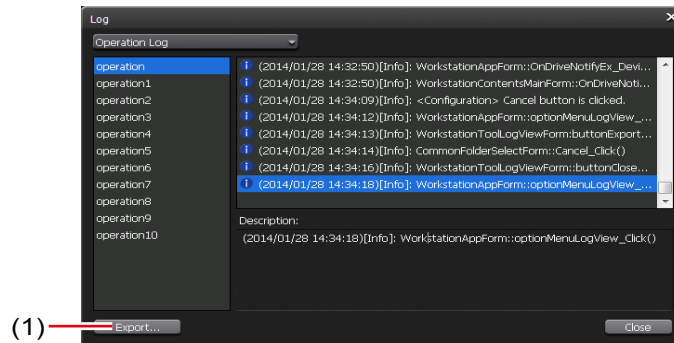 Log
Operation Log
operation
operation1
operation2
operation3
operation4
operation5
operation6
operation7
operation8
operation9
operation10
(2014/01/28 14:32:50)[Info]: WorkstationAppForm::OnDriveNotifyEx_Devi...
(2014/01/28 14:32:50)[Info]: WorkstationContentsMainForm::OnDriveNoti...
(2014/01/28 14:34:09)[Info]: <Configuration> Cancel button is clicked.
(2014/01/28 14:34:12)[Info]: WorkstationAppForm::optionMenuLogView_...
(2014/01/28 14:34:13)[Info]: WorkstationToolLogViewForm:buttonExport...
(2014/01/28 14:34:14)[Info]: CommonFolderSelectForm::Cancel_Click()
(2014/01/28 14:34:16)[Info]: WorkstationToolLogViewForm::buttonClose...
(2014/01/28 14:34:18)[Info]: WorkstationAppForm::optionMenuLogView_...
Description:
(2014/01/28 14:34:18)[Info]: WorkstationAppForm::optionMenuLogView_Click()
(1)
Export...
Close